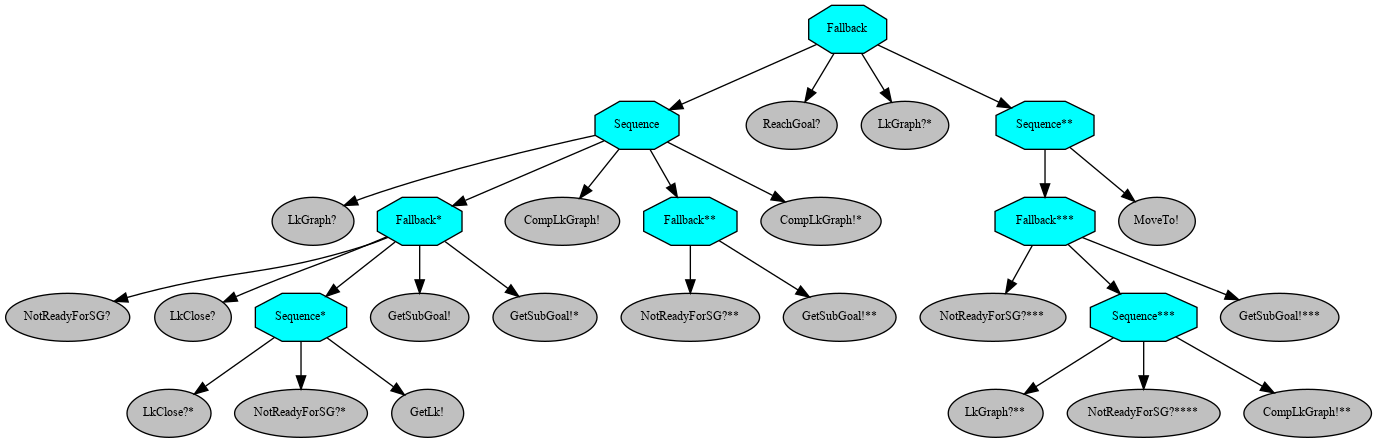 Fallback
Sequence
ReachGoal?
LkGraph?*
Sequence**
LkGraph?
Fallback*
CompLkGraph!
Fallback**
CompLkGraph!*
Fallback***
MoveTo!
NotReadyForSG?
LkClose?
Sequence*
GetSubGoal!
GetSubGoal!*
NotReadyForSG?**
GetSubGoal!**
NotReadyForSG?***
Sequence***
GetSubGoal!***
LkClose?*
NotReadyForSG?*
GetLk!
LkGraph?**
NotReadyForSG?****
CompLkGraph!**